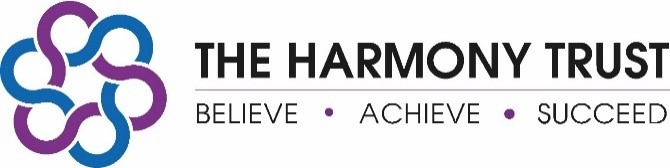 THE HARMONY TRUST
BELIEVE • ACHIEVE • SUCCEED